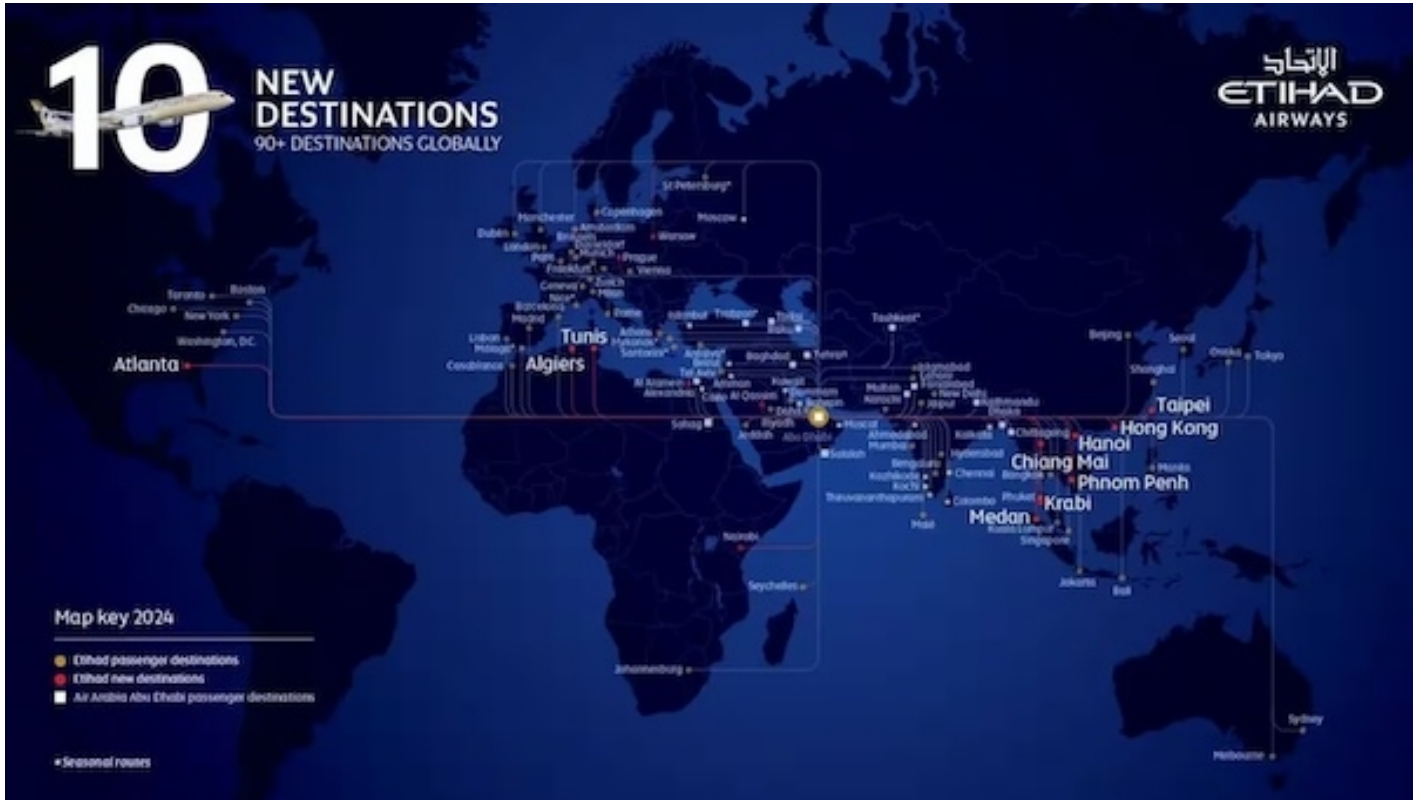 10
NEW
DESTINATIONS
90+ DESTINATIONS GLOBALLY
الإتحاد
ETIHAD
AIRWAYS
St Petersburg*
Moscow
Copenhagen
Manchester
Amsterdam
Dublin
Brussels
Warsaw
London
Dusseldorf
Munich
Paris
Prague
Frankfurt
Vienna
Geneva
Zurich
Milan
Nice*
Barcelona
Rome
Madrid
Toronto
Boston
Chicago
New York
Washington, D.C.
Atlanta
Lisbon
Malaga*
Casablanca
Tunis
Algiers
Istanbul
Trabzon*
Baku
Athens
Mykonos*
Santorini*
Antalya*
Beirut
Tel Aviv
Baghdad
Tehran
Tashkent*
Al Alamein
Alexandria
Amman
Cairo
Al Qassim
Kuwait
Dammam
Bahrain
Doha
Riyadh
Jeddah
Abu Dhabi
Sohag
Muscat
Salalah
Islamabad
Lahore
Faisalabad
Multan
New Delhi
Karachi
Jaipur
Kathmandu
Dhaka
Ahmedabad
Mumbai
Kolkata
Chittagong
Hyderabad
Bengaluru
Chennai
Kozhikode
Kochi
Thiruvananthapuram
Colombo
Malé
Beijing
Seoul
Osaka
Tokyo
Shanghai
Taipei
Hong Kong
Hanoi
Chiang Mai
Bangkok
Manila
Phnom Penh
Phuket
Krabi
Medan
Kuala Lumpur
Singapore
Jakarta
Bali
Nairobi
Seychelles
Johannesburg
Sydney
Melbourne
Map key 2024
Etihad passenger destinations
Etihad new destinations
Air Arabia Abu Dhabi passenger destinations
*Seasonal routes